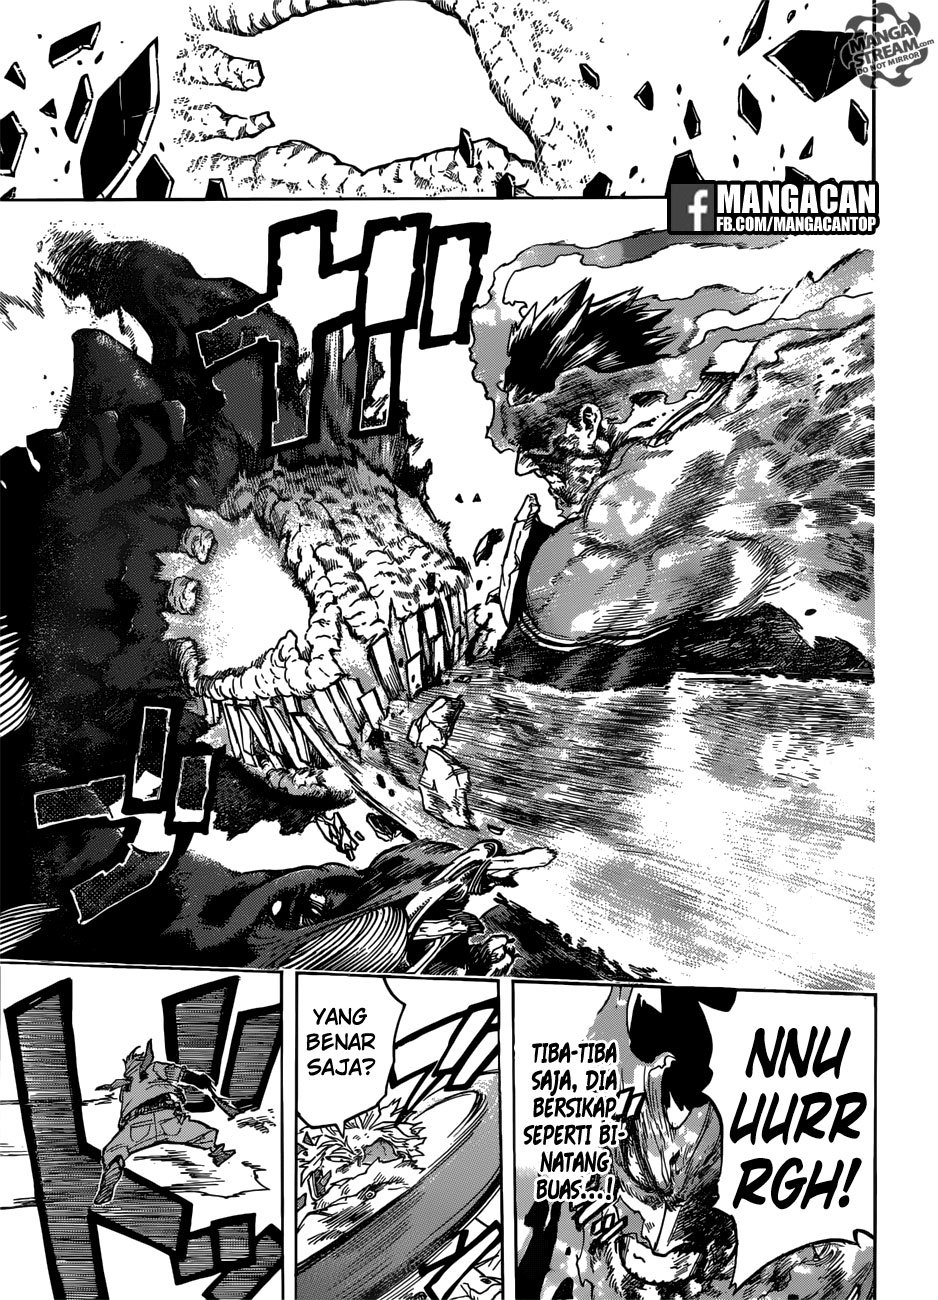 MANGA
STREAM.com
DO NOT MIRROR
MANGACAN
FB.COM/MANGACANTOP
NNU
UURR
RGH!
TIBA-TIBA
SAJA, DIA
BERSIKAP
SEPERTI BI-
NATANG
BUAS...!
YANG
BENAR
SAJA?